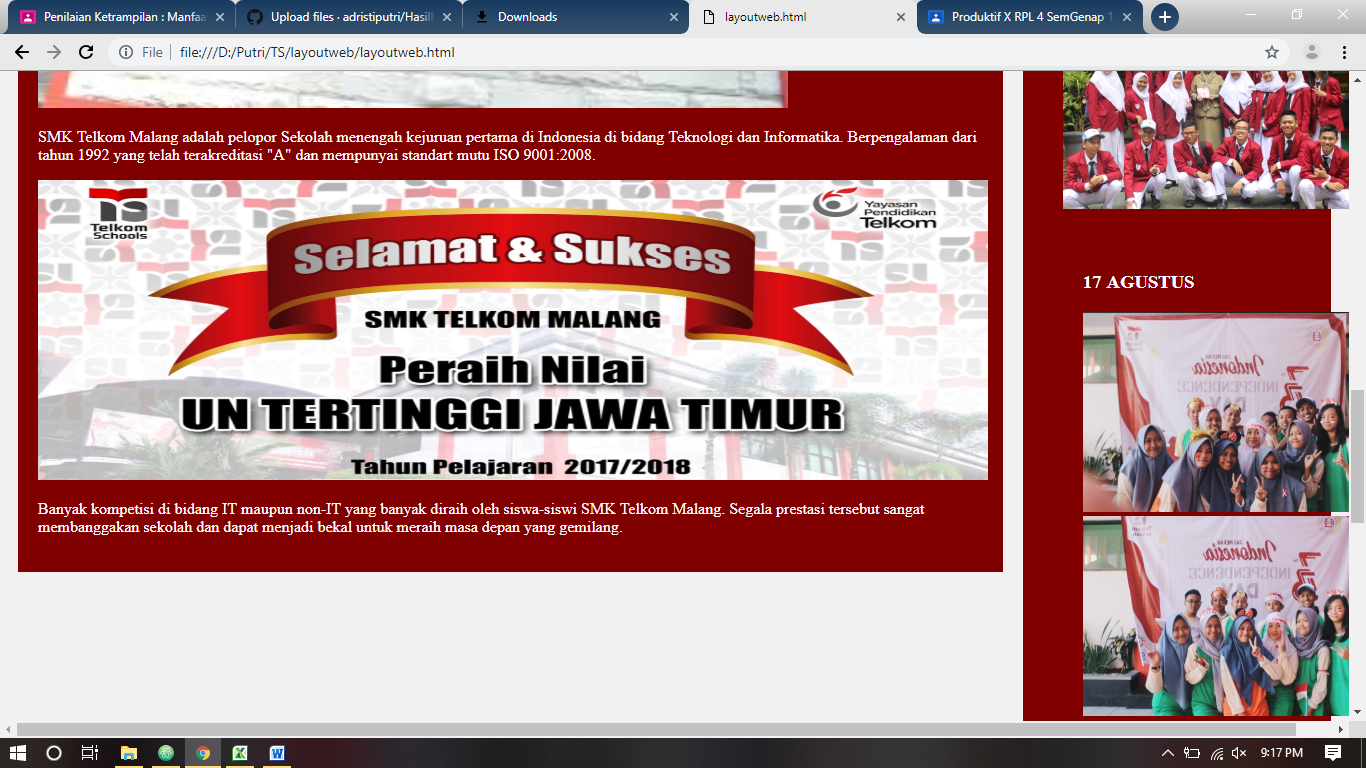 Penilaian Ketrampilan : Manfaa
Upload files · adristiputri/Hasil
Downloads
layoutweb.html
Produktif X RPL 4 SemGenap
File
file:///D:/Putri/TS/layoutweb/layoutweb.html
SMK Telkom Malang adalah pelopor Sekolah menengah kejuruan pertama di Indonesia di bidang Teknologi dan Informatika. Berpengalaman dari
tahun 1992 yang telah terakreditasi "A" dan mempunyai standart mutu ISO 9001:2008.
Telkom
Schools
Yayasan
Pendidikan
Telkom
Selamat & Sukses
SMK TELKOM MALANG
Peraih Nilai
UN TERTINGGI JAWA TIMUR
Tahun Pelajaran 2017/2018
Banyak kompetisi di bidang IT maupun non-IT yang banyak diraih oleh siswa-siswi SMK Telkom Malang. Segala prestasi tersebut sangat
membanggakan sekolah dan dapat menjadi bekal untuk meraih masa depan yang gemilang.
17 AGUSTUS
Indonesia
INDEPENDENCE
DAY
73
Indonesia
INDEPENDENCE
DAY
73
9:17 PM